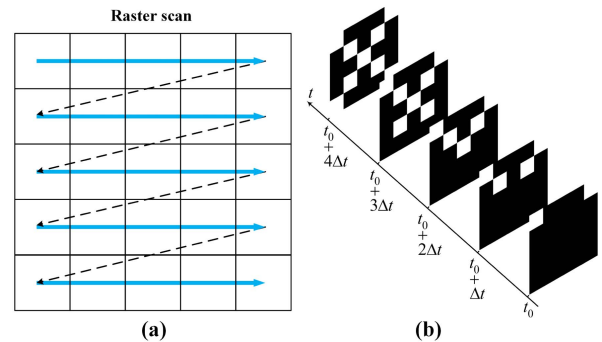 Raster scan
t
t₀
+
4Δt
t₀
+
3Δt
t₀
+
2Δt
t₀
+
Δt
t₀
(a)
(b)